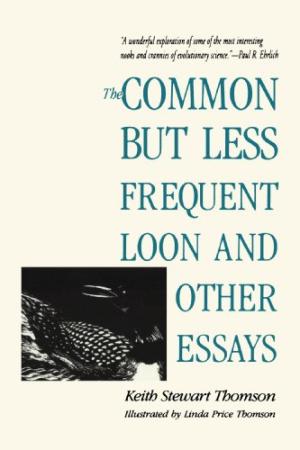 "A wonderful exploration of some of the most interesting
nooks and crannies of evolutionary science."—Paul R. Ehrlich
The COMMON
BUT LESS
FREQUENT
LOON AND
OTHER
ESSAYS
Keith Stewart Thomson
Illustrated by Linda Price Thomson